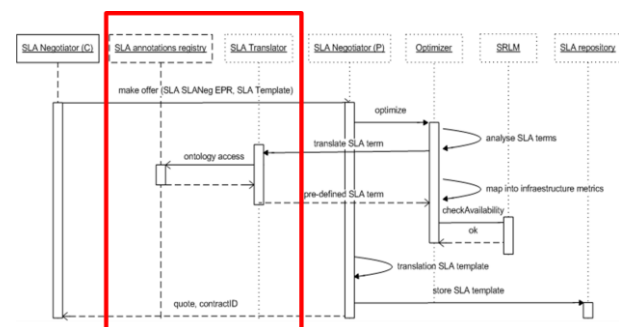 SLA Negotiator (C)
SLA annotations registry
SLA Translator
SLA Negotiator (P)
Optimizer
SRLM
SLA repository
make offer (SLA SLANeg EPR, SLA Template)
optimize
analyse SLA terms
translate SLA term
ontology access
map into infraestructure metrics
pre-defined SLA term
checkAvailability
ok
translation SLA template
store SLA template
quote, contractID